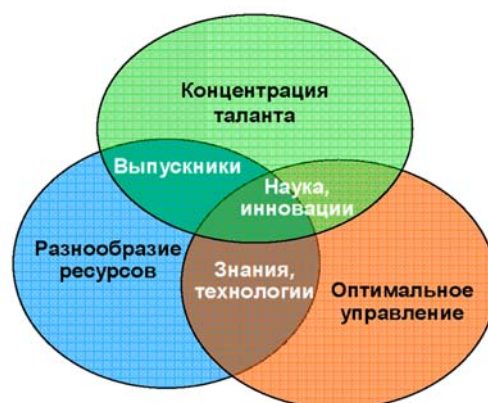 Концентрация
таланта
Выпускники
Наука,
инновации
Разнообразие
ресурсов
Знания,
технологии
Оптимальное
управление